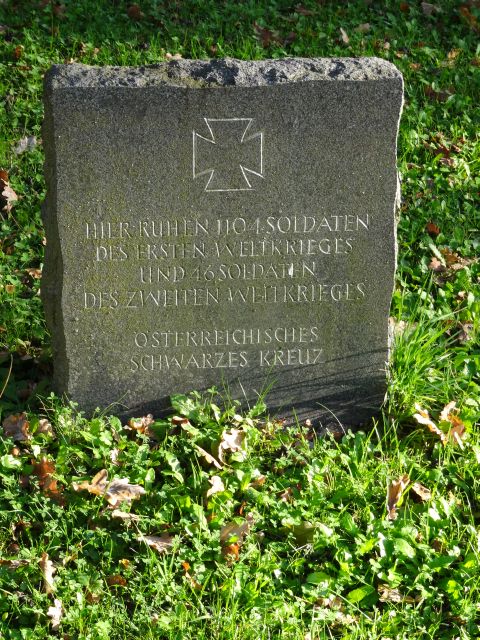 HIER RUHEN 1104 SOLDATEN
DES ERSTEN WELTKRIEGES
UND 46 SOLDATEN
DES ZWEITEN WELTKRIEGES
ÖSTERREICHISCHES
SCHWARZES KREUZ